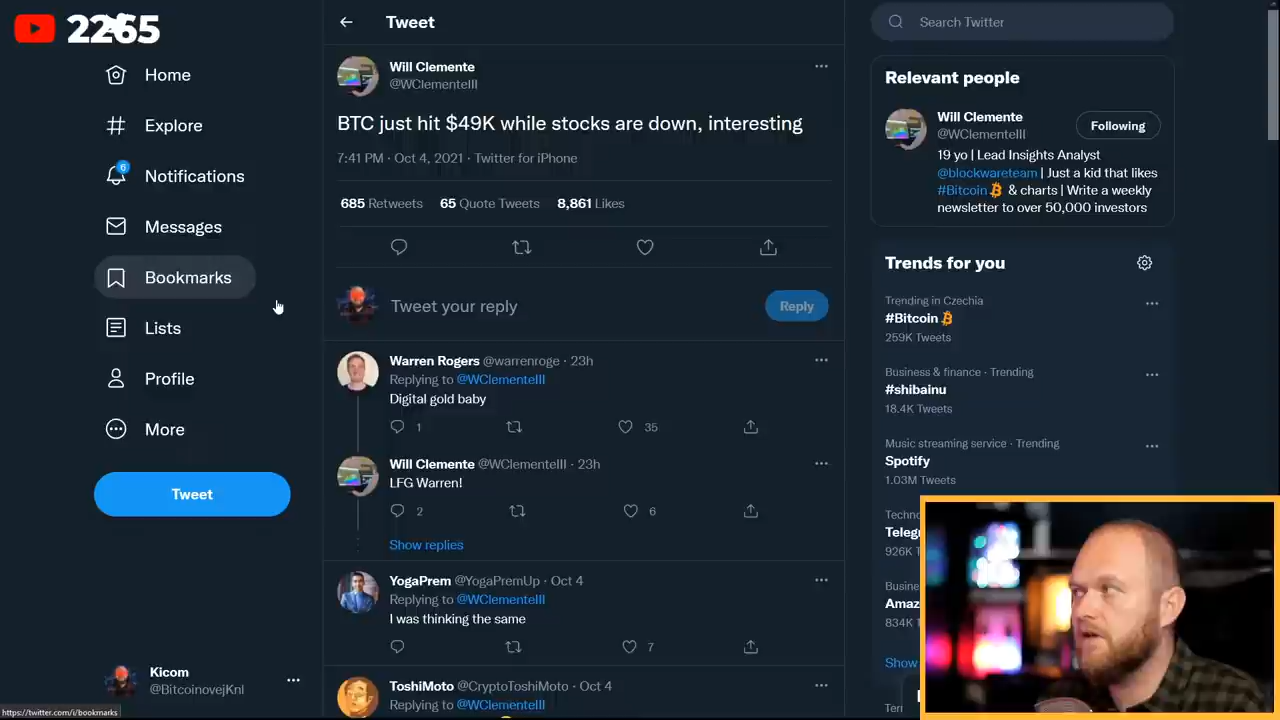 2265
Home
Explore
6
Notifications
Messages
Bookmarks
Lists
Profile
More
Tweet
Kicom
@BitcoinovejKnl
https://twitter.com/i/bookmarks
Tweet
Will Clemente
@WClementeIII
BTC just hit $49K while stocks are down, interesting
7:41 PM · Oct 4, 2021 · Twitter for iPhone
685 Retweets 65 Quote Tweets 8,861 Likes
Tweet your reply
Reply
Warren Rogers @warrenroge · 23h
Replying to @WClementeIII
Digital gold baby
1 35
Will Clemente @WClementeIII · 23h
LFG Warren!
2 6
Show replies
YogaPrem @YogaPremUp · Oct 4
Replying to @WClementeIII
I was thinking the same
7
ToshiMoto @CryptoToshiMoto · Oct 4
Replying to @WClementeIII
Search Twitter
Relevant people
Will Clemente
@WClementeIII
Following
19 yo | Lead Insights Analyst
@blockwareteam | Just a kid that likes
#Bitcoin & charts | Write a weekly
newsletter to over 50,000 investors
Trends for you
Trending in Czechia
#Bitcoin
259K Tweets
Business & finance · Trending
#shibainu
18.4K Tweets
Music streaming service · Trending
Spotify
1.03M Tweets
Techno
Teleg
926K T
Busine
Amaz
834K T
Show